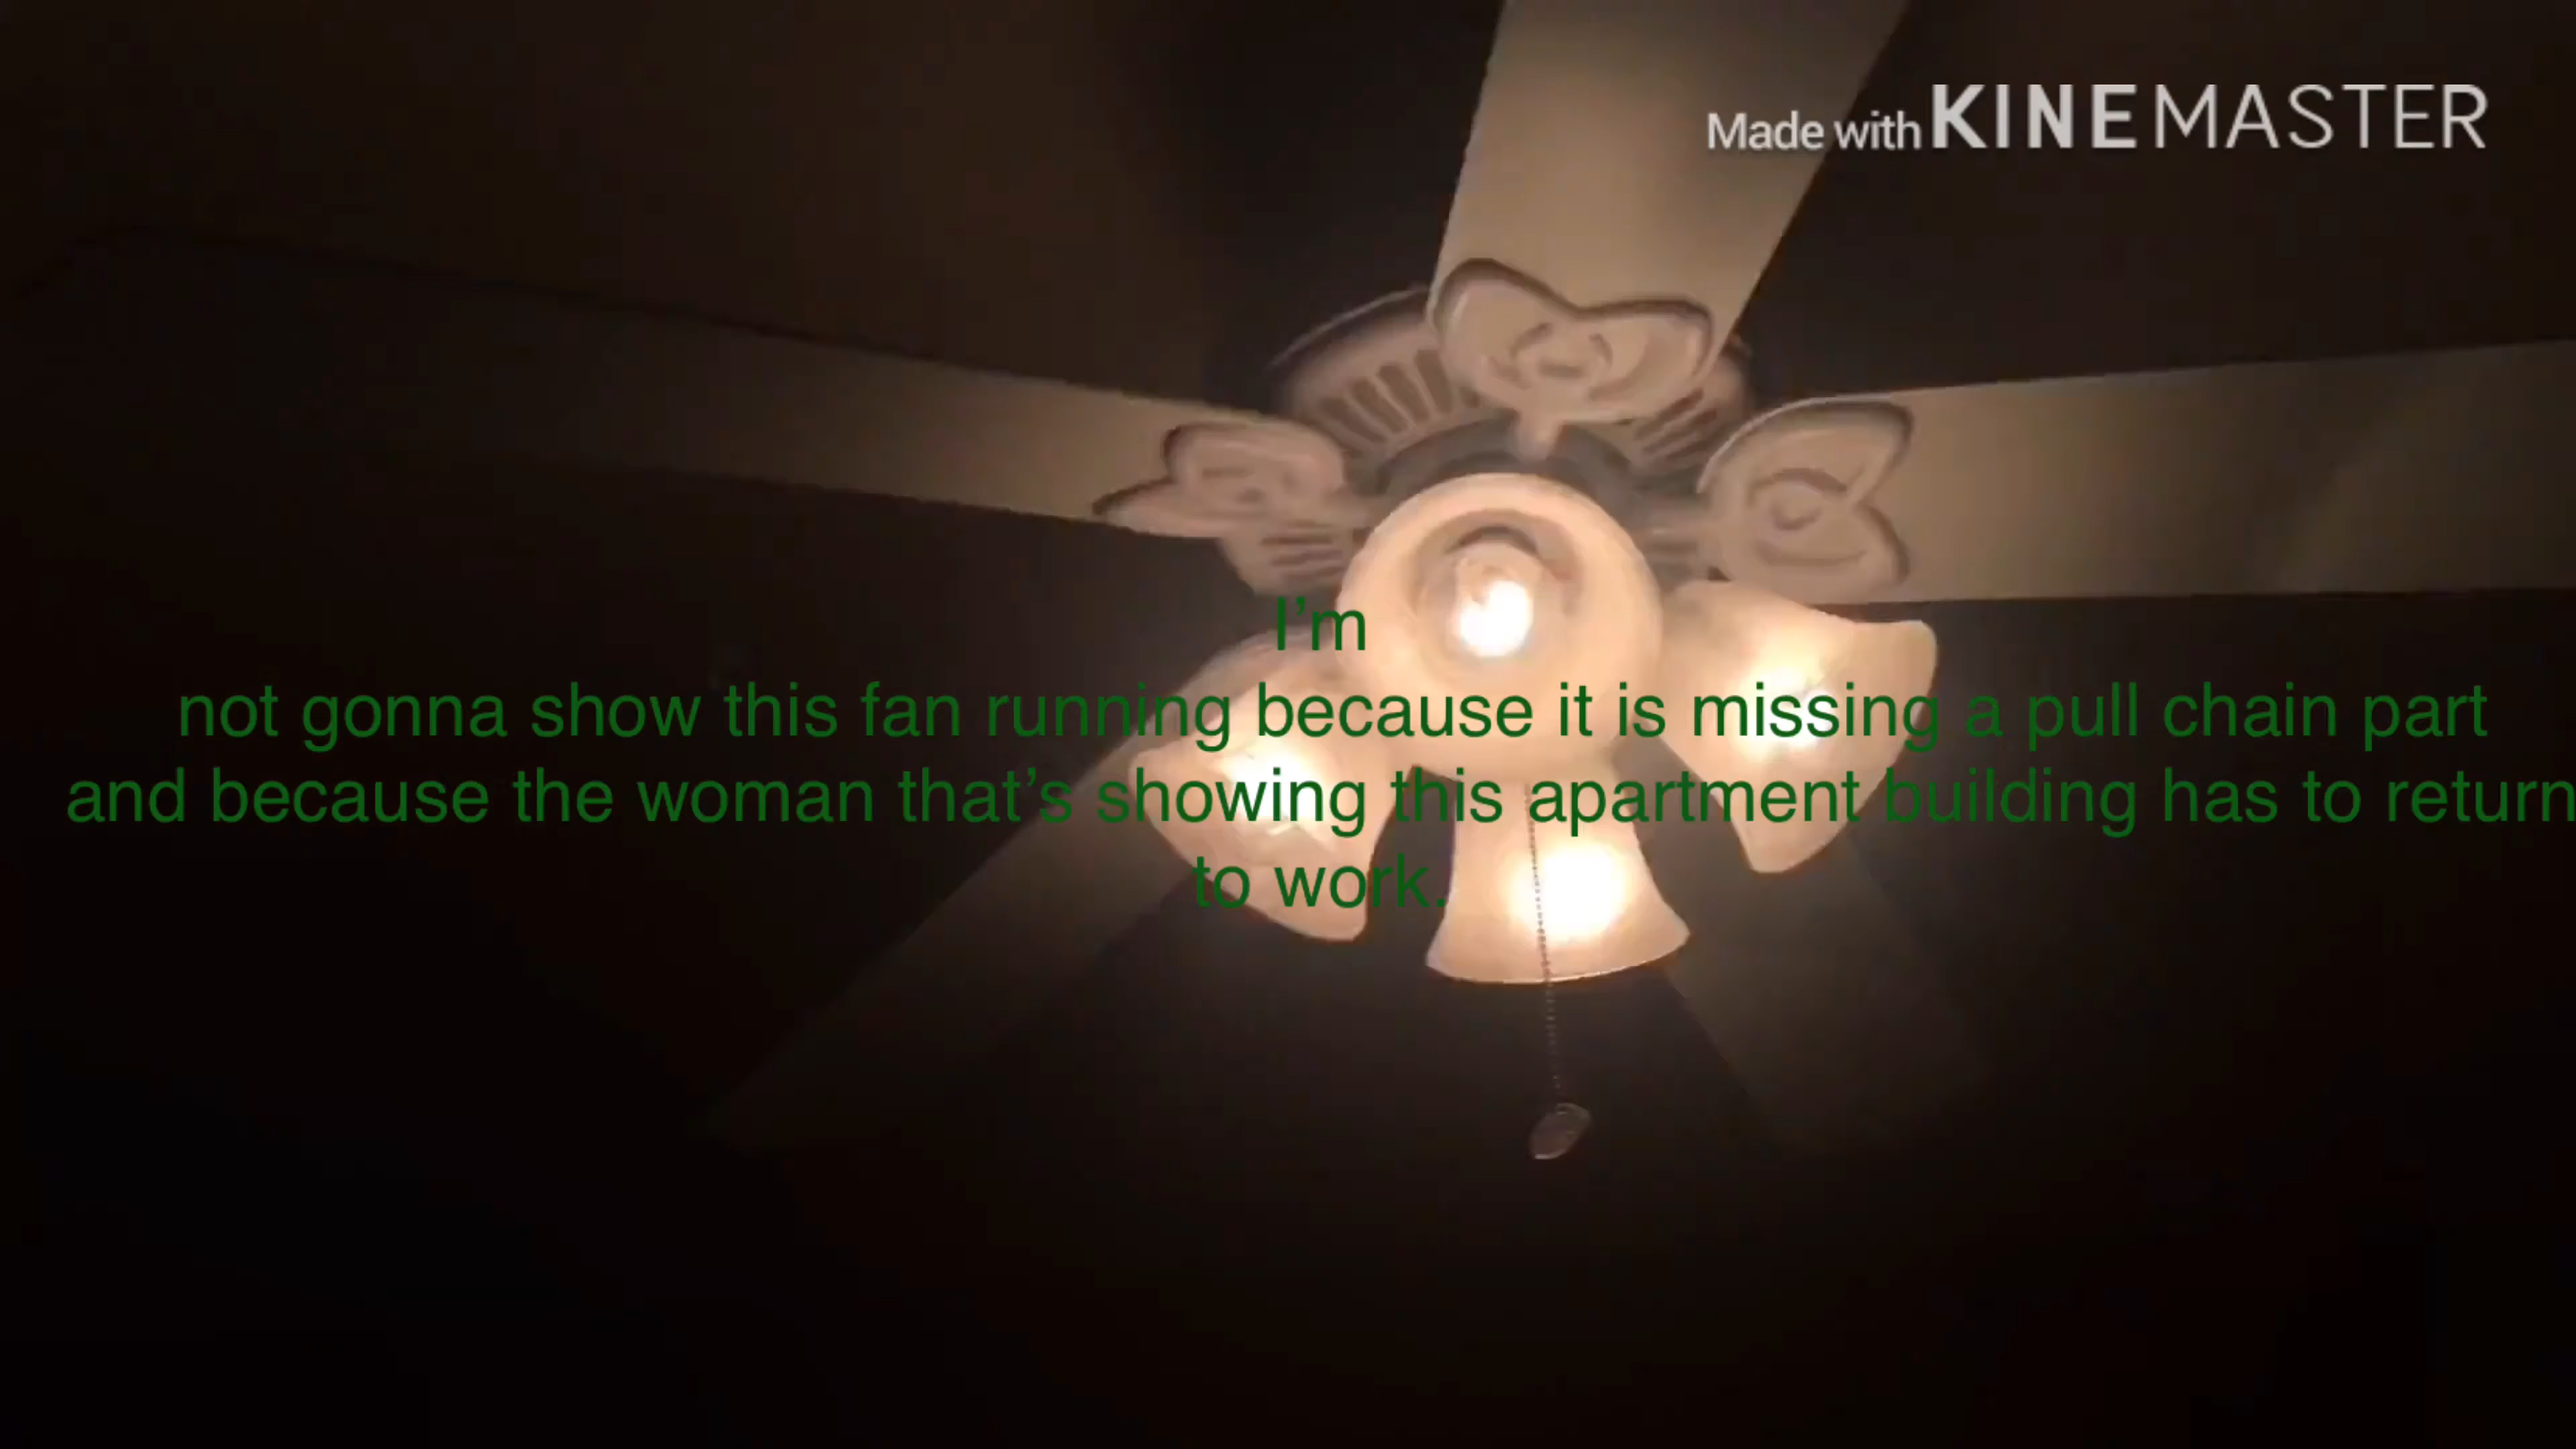 Made with KINEMASTER
I’m
not gonna show this fan running because it is missing a pull chain part
and because the woman that’s showing this apartment building has to return
to work.